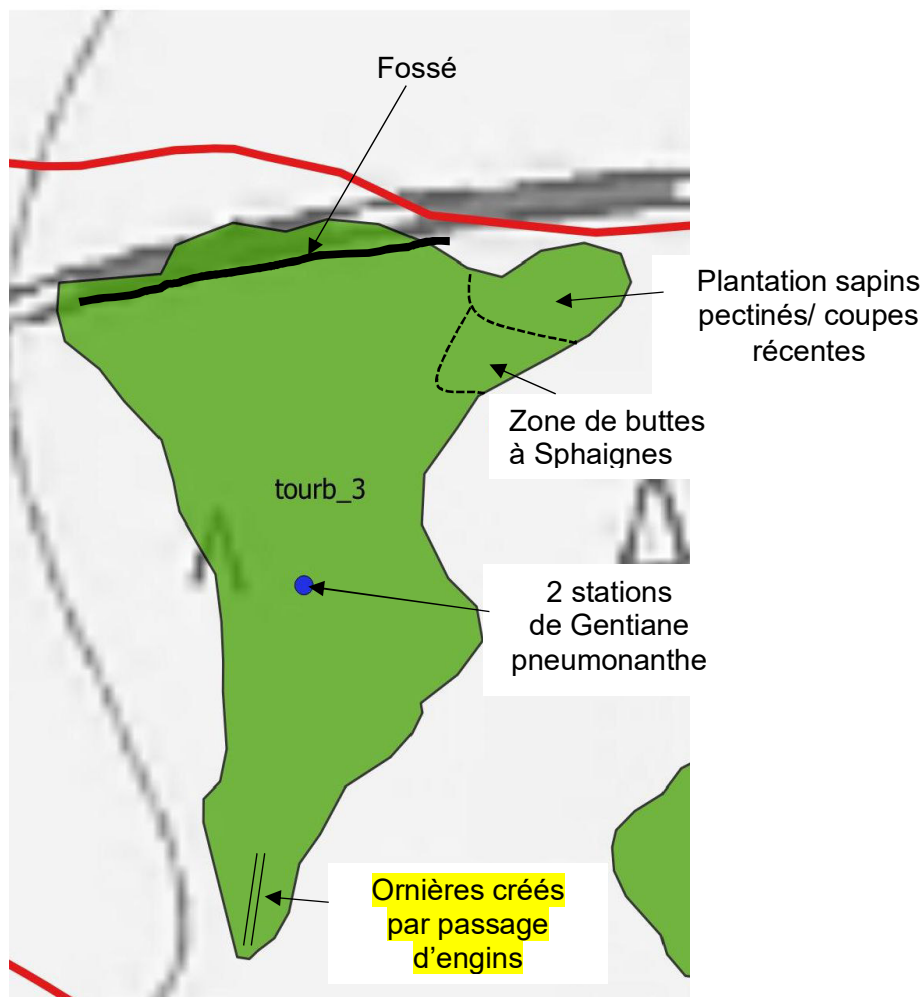 Fossé
Plantation sapins
pectinés/ coupes
récentes
Zone de buttes
à Sphaignes
tourb_3
2 stations
de Gentiane
pneumonanthe
Ornières créés
par passage
d’engins